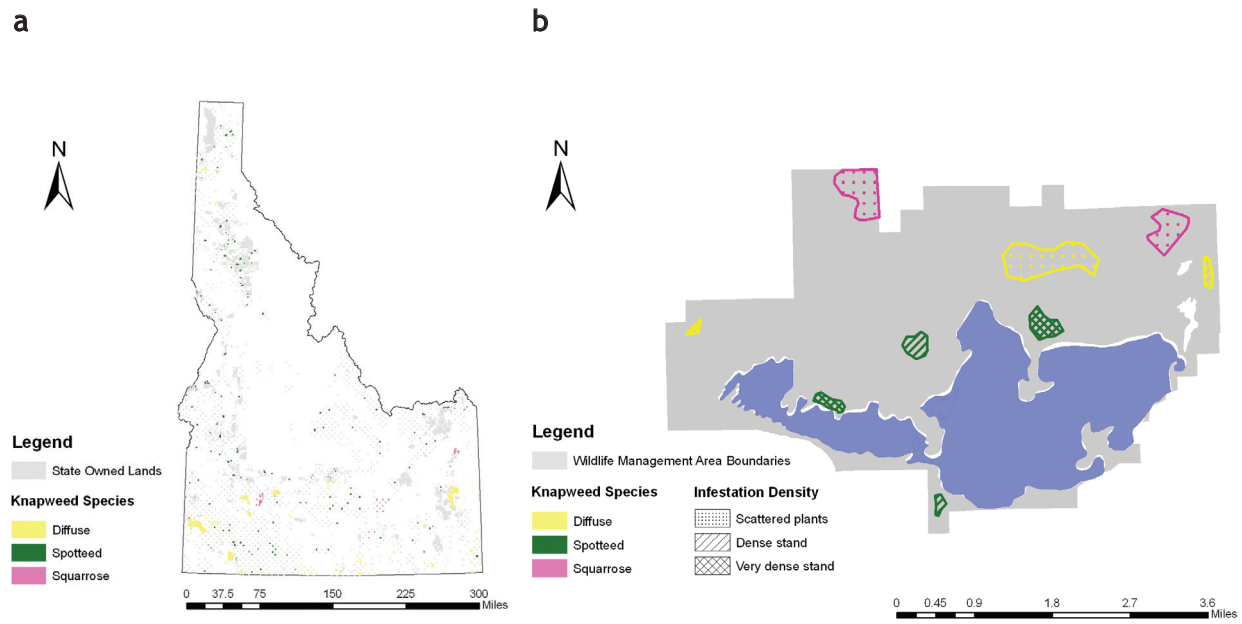 a
N
Legend
State Owned Lands
Knapweed Species
Diffuse
Spotteed
Squarrose
0 37.5 75 150 225 300
Miles
b
N
Legend
Wildlife Management Area Boundaries
Knapweed Species
Diffuse
Spotteed
Squarrose
Infestation Density
Scattered plants
Dense stand
Very dense stand
0 0.45 0.9 1.8 2.7 3.6
Miles